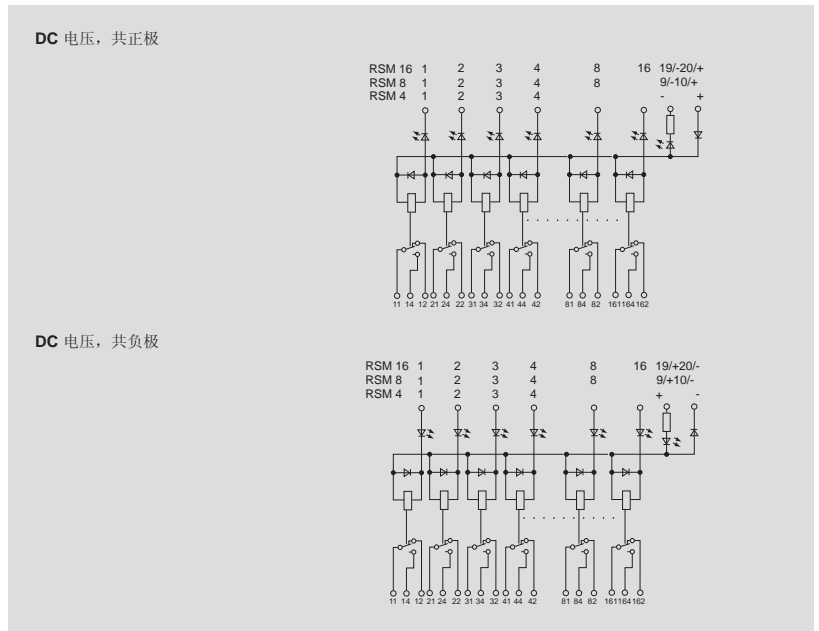 DC 电压，共正极
RSM 16 1 2 3 4 8 16 19/-20/+
RSM 8 1 2 3 4 8 9/-10/+
RSM 4 1 2 3 4 - +
11 14 12 21 24 22 31 34 32 41 44 42 81 84 82 161 164 162
DC 电压，共负极
RSM 16 1 2 3 4 8 16 19/+20/-
RSM 8 1 2 3 4 8 9/+10/-
RSM 4 1 2 3 4 + -
11 14 12 21 24 22 31 34 32 41 44 42 81 84 82 161 164 162